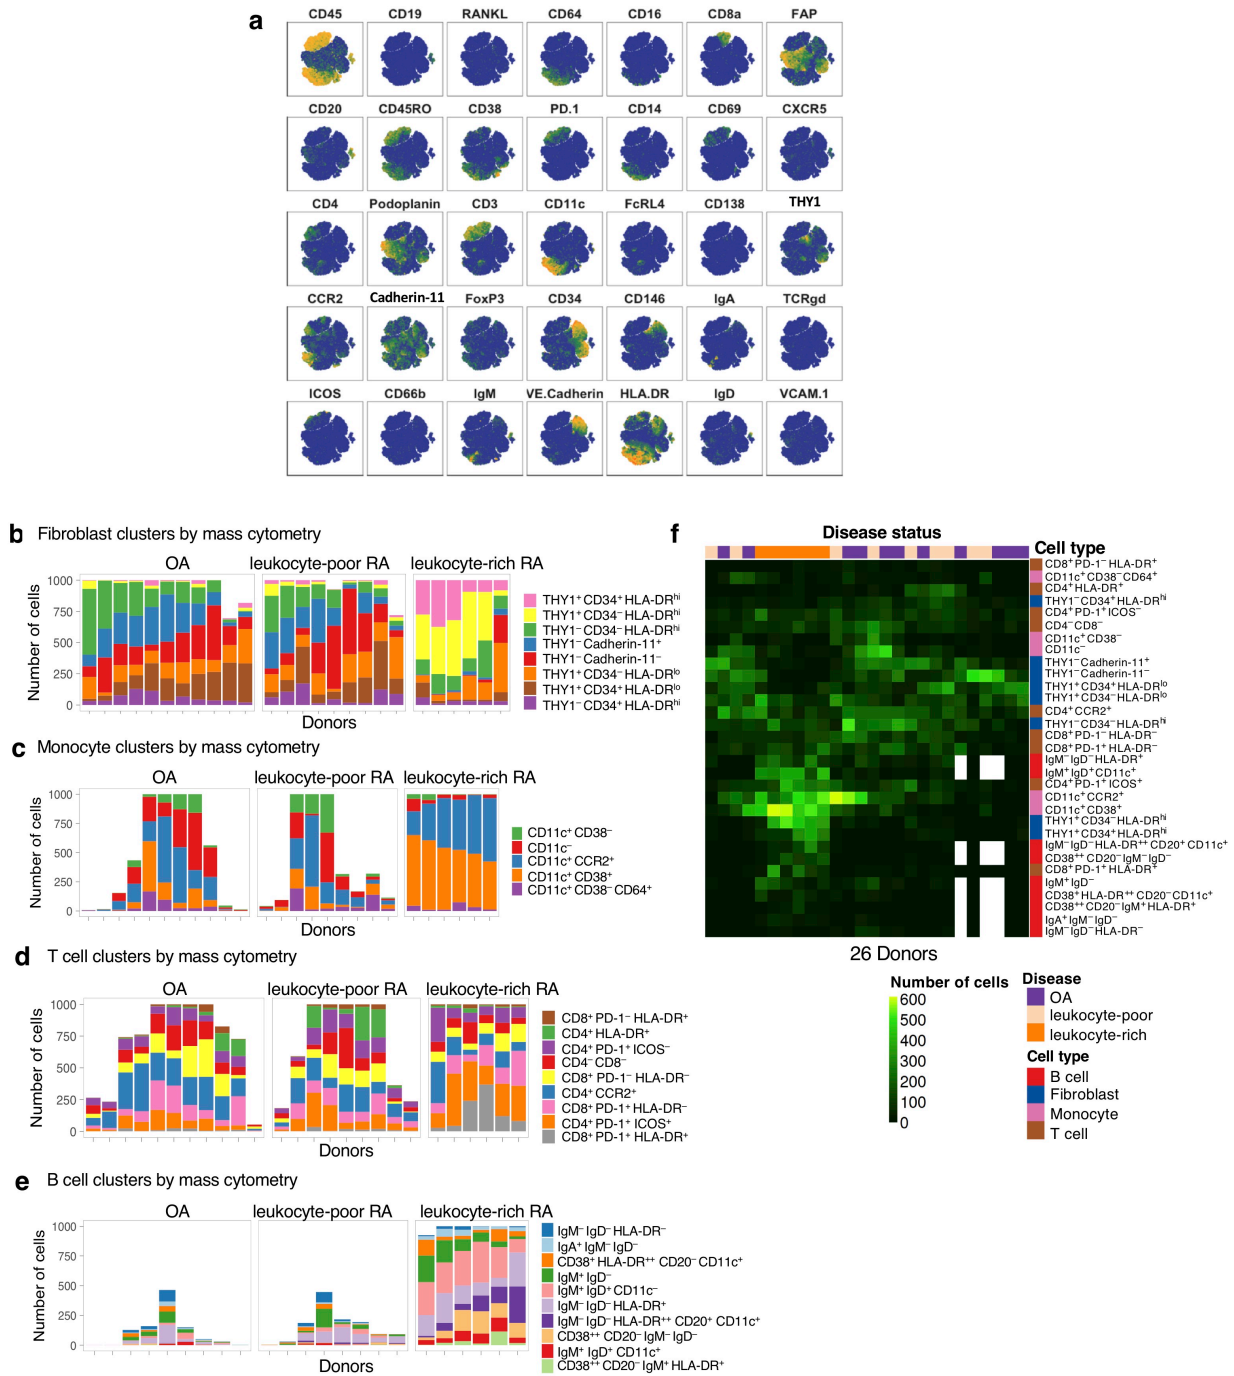 a
CD45 CD19 RANKL CD64 CD16 CD8a FAP
CD20 CD45RO CD38 PD.1 CD14 CD69 CXCR5
CD4 Podoplanin CD3 CD11c FcRL4 CD138 THY1
CCR2 Cadherin-11 FoxP3 CD34 CD146 IgA TCRgd
ICOS CD66b IgM VE.Cadherin HLA.DR IgD VCAM.1
b Fibroblast clusters by mass cytometry
OA leukocyte-poor RA leukocyte-rich RA
Number of cells
1000
750
500
250
0
Donors
THY1⁺ CD34⁺ HLA-DRʰⁱ
THY1⁺ CD34⁻ HLA-DRʰⁱ
THY1⁻ CD34⁻ HLA-DRʰⁱ
THY1⁻ Cadherin-11⁺
THY1⁻ Cadherin-11⁻
THY1⁺ CD34⁻ HLA-DRˡᵒ
THY1⁺ CD34⁺ HLA-DRˡᵒ
THY1⁻ CD34⁺ HLA-DRʰⁱ
c Monocyte clusters by mass cytometry
OA leukocyte-poor RA leukocyte-rich RA
Number of cells
1000
750
500
250
0
Donors
CD11c⁺ CD38⁻
CD11c⁻
CD11c⁺ CCR2⁺
CD11c⁺ CD38⁺
CD11c⁺ CD38⁻ CD64⁺
d T cell clusters by mass cytometry
OA leukocyte-poor RA leukocyte-rich RA
Number of cells
1000
750
500
250
0
Donors
CD8⁺ PD-1⁻ HLA-DR⁺
CD4⁺ HLA-DR⁺
CD4⁺ PD-1⁺ ICOS⁻
CD4⁻ CD8⁻
CD8⁺ PD-1⁻ HLA-DR⁻
CD4⁺ CCR2⁺
CD8⁺ PD-1⁺ HLA-DR⁻
CD4⁺ PD-1⁺ ICOS⁺
CD8⁺ PD-1⁺ HLA-DR⁺
e B cell clusters by mass cytometry
OA leukocyte-poor RA leukocyte-rich RA
Number of cells
1000
750
500
250
0
Donors
IgM⁻ IgD⁻ HLA-DR⁻
IgA⁺ IgM⁻ IgD⁻
CD38⁺ HLA-DR⁺⁺ CD20⁻ CD11c⁺
IgM⁺ IgD⁻
IgM⁺ IgD⁺ CD11c⁻
IgM⁻ IgD⁻ HLA-DR⁺
IgM⁻ IgD⁻ HLA-DR⁺⁺ CD20⁺ CD11c⁺
CD38⁺⁺ CD20⁻ IgM⁻ IgD⁻
IgM⁺ IgD⁺ CD11c⁺
CD38⁺⁺ CD20⁻ IgM⁺ HLA-DR⁺
f Disease status
Cell type
CD8⁺ PD-1⁻ HLA-DR⁺
CD11c⁺ CD38⁻ CD64⁺
CD4⁺ HLA-DR⁺
THY1⁻ CD34⁺ HLA-DRʰⁱ
CD4⁺ PD-1⁺ ICOS⁻
CD4⁻ CD8⁻
CD11c⁺ CD38⁻
CD11c⁻
THY1⁻ Cadherin-11⁺
THY1⁻ Cadherin-11⁻
THY1⁺ CD34⁺ HLA-DRˡᵒ
THY1⁺ CD34⁻ HLA-DRˡᵒ
CD4⁺ CCR2⁺
THY1⁻ CD34⁻ HLA-DRʰⁱ
CD8⁺ PD-1⁻ HLA-DR⁻
CD8⁺ PD-1⁺ HLA-DR⁻
IgM⁻ IgD⁻ HLA-DR⁺
IgM⁺ IgD⁺ CD11c⁺
CD4⁺ PD-1⁺ ICOS⁺
CD11c⁺ CCR2⁺
CD11c⁺ CD38⁺
THY1⁺ CD34⁻ HLA-DRʰⁱ
THY1⁺ CD34⁺ HLA-DRʰⁱ
IgM⁻ IgD⁻ HLA-DR⁺⁺ CD20⁺ CD11c⁺
CD38⁺⁺ CD20⁻ IgM⁻ IgD⁻
CD8⁺ PD-1⁺ HLA-DR⁺
IgM⁺ IgD⁻
CD38⁺ HLA-DR⁺⁺ CD20⁻ CD11c⁺
CD38⁺⁺ CD20⁻ IgM⁺ HLA-DR⁺
IgA⁺ IgM⁻ IgD⁻
IgM⁻ IgD⁻ HLA-DR⁻
26 Donors
Number of cells
600
500
400
300
200
100
0
Disease
OA
leukocyte-poor
leukocyte-rich
Cell type
B cell
Fibroblast
Monocyte
T cell